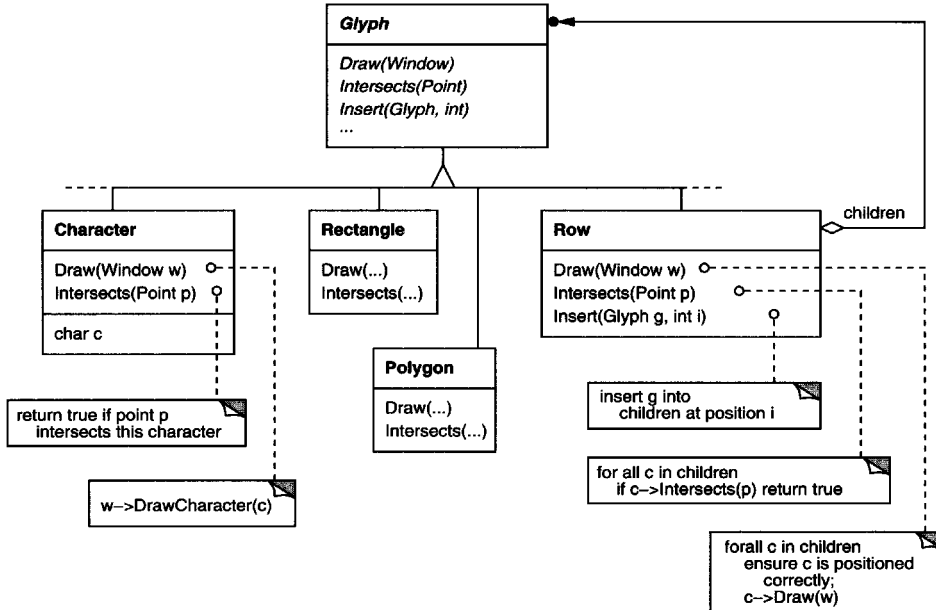 Glyph
Draw(Window)
Intersects(Point)
Insert(Glyph, int)
...
children
Character
Draw(Window w)
Intersects(Point p)
char c
Rectangle
Draw(...)
Intersects(...)
Row
Draw(Window w)
Intersects(Point p)
Insert(Glyph g, int i)
Polygon
Draw(...)
Intersects(...)
return true if point p
intersects this character
w–>DrawCharacter(c)
insert g into
children at position i
for all c in children
if c–>Intersects(p) return true
forall c in children
ensure c is positioned
correctly;
c–>Draw(w)